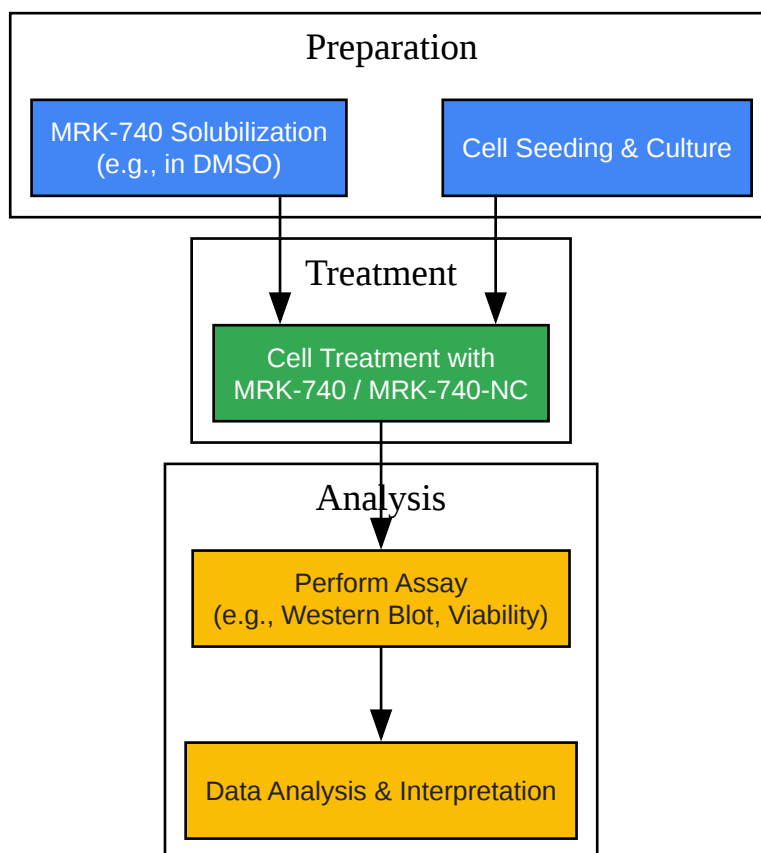 Preparation
MRK-740 Solubilization
(e.g., in DMSO)
Cell Seeding & Culture
Treatment
Cell Treatment with
MRK-740 / MRK-740-NC
Analysis
Perform Assay
(e.g., Western Blot, Viability)
Data Analysis & Interpretation